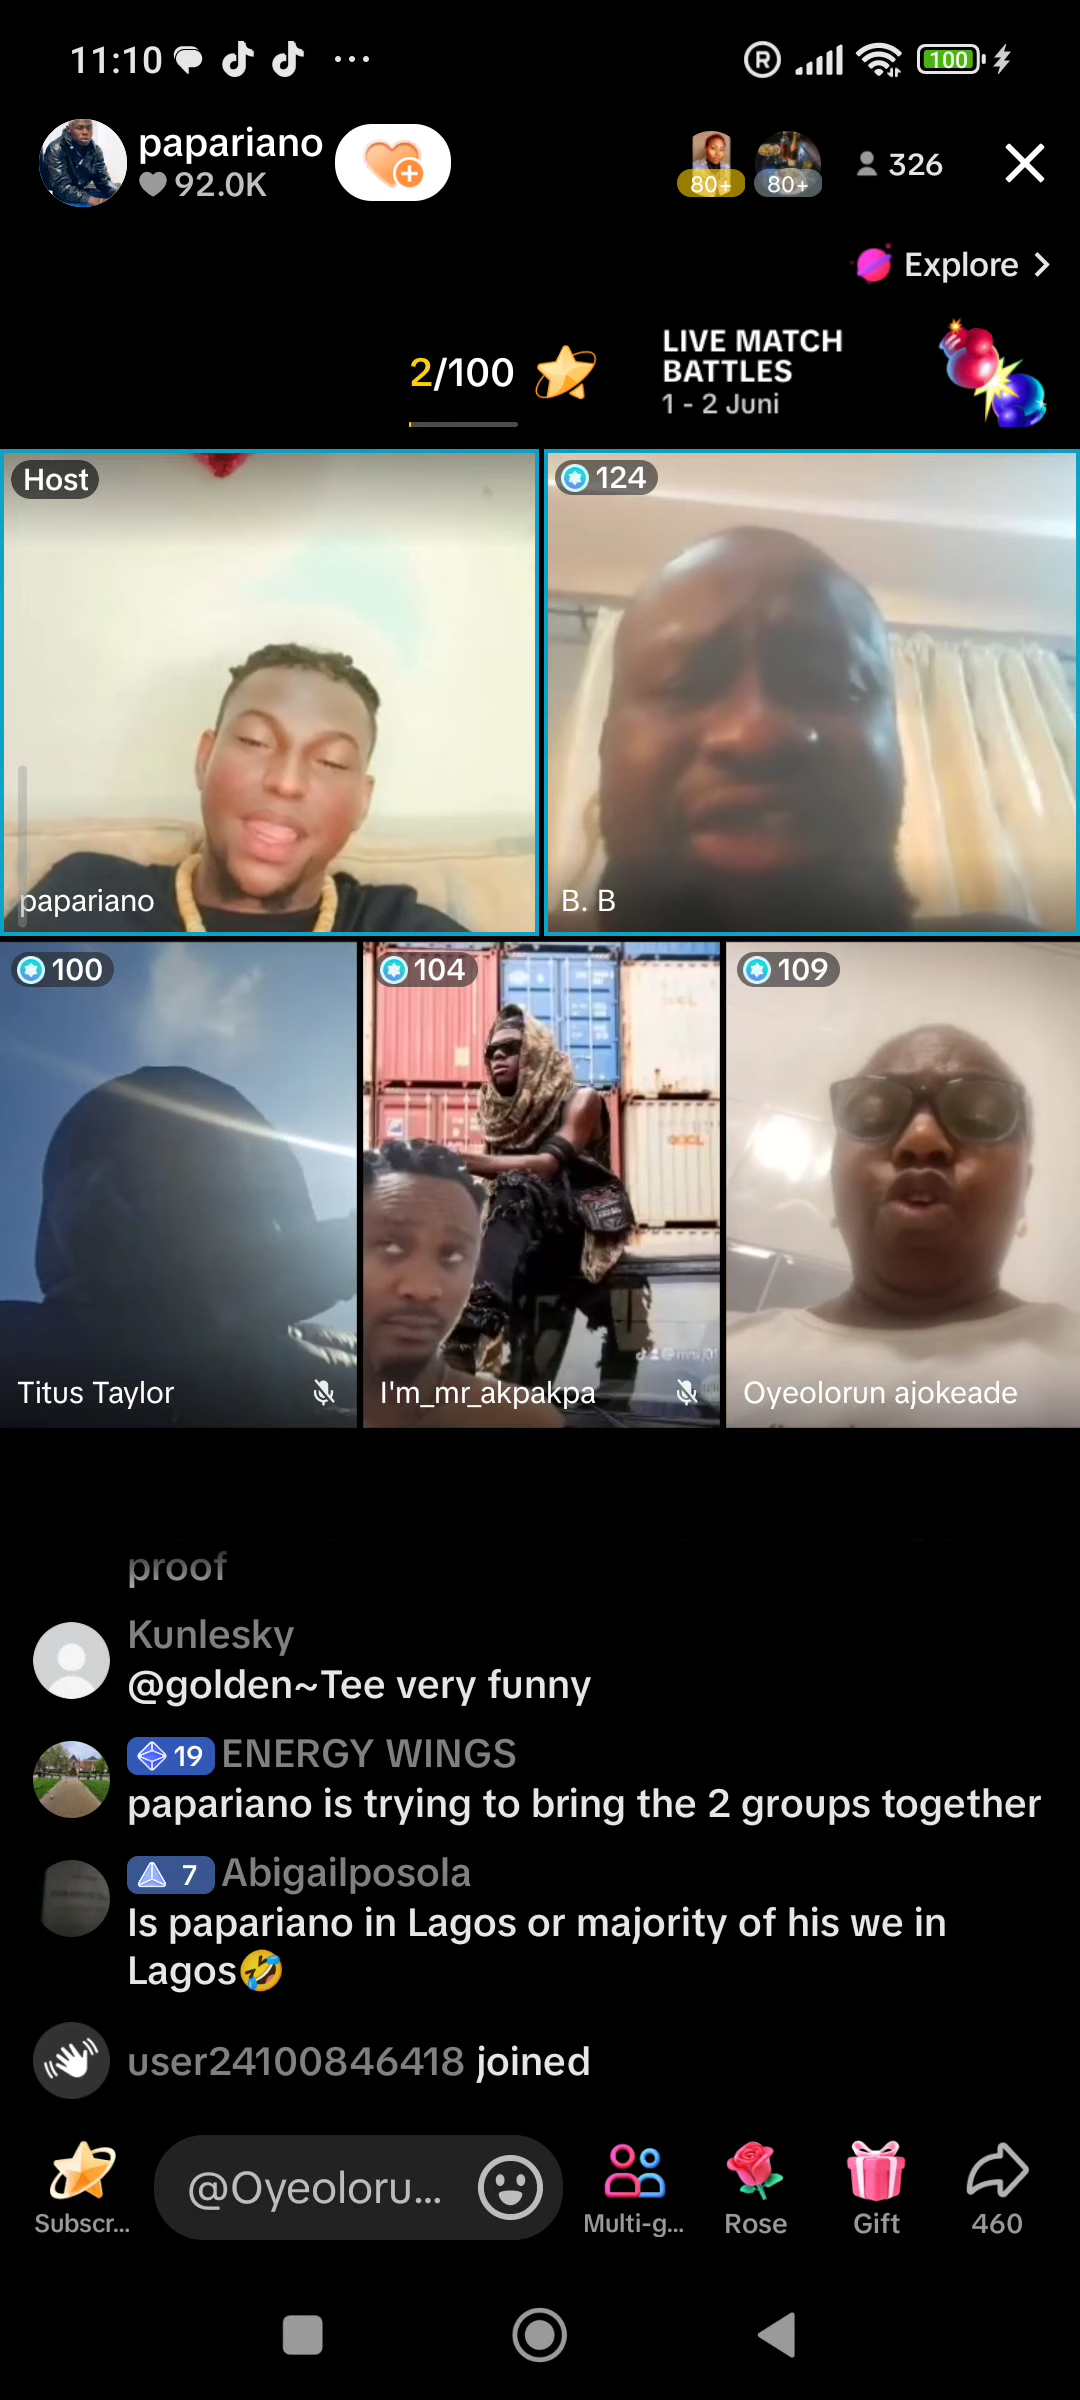 11:10
R
100
papariano
92.0K
80+
80+
326
Explore
2/100
LIVE MATCH
BATTLES
1 - 2 Juni
Host
124
papariano
B. B
100
104
109
Titus Taylor
I'm_mr_akpakpa
Oyeolorun ajokeade
proof
Kunlesky
@golden~Tee very funny
19 ENERGY WINGS
papariano is trying to bring the 2 groups together
7 Abigailposola
Is papariano in Lagos or majority of his we in
Lagos🤣
user24100846418 joined
@Oyeoloru...
Subscr...
Multi-g...
Rose
Gift
460